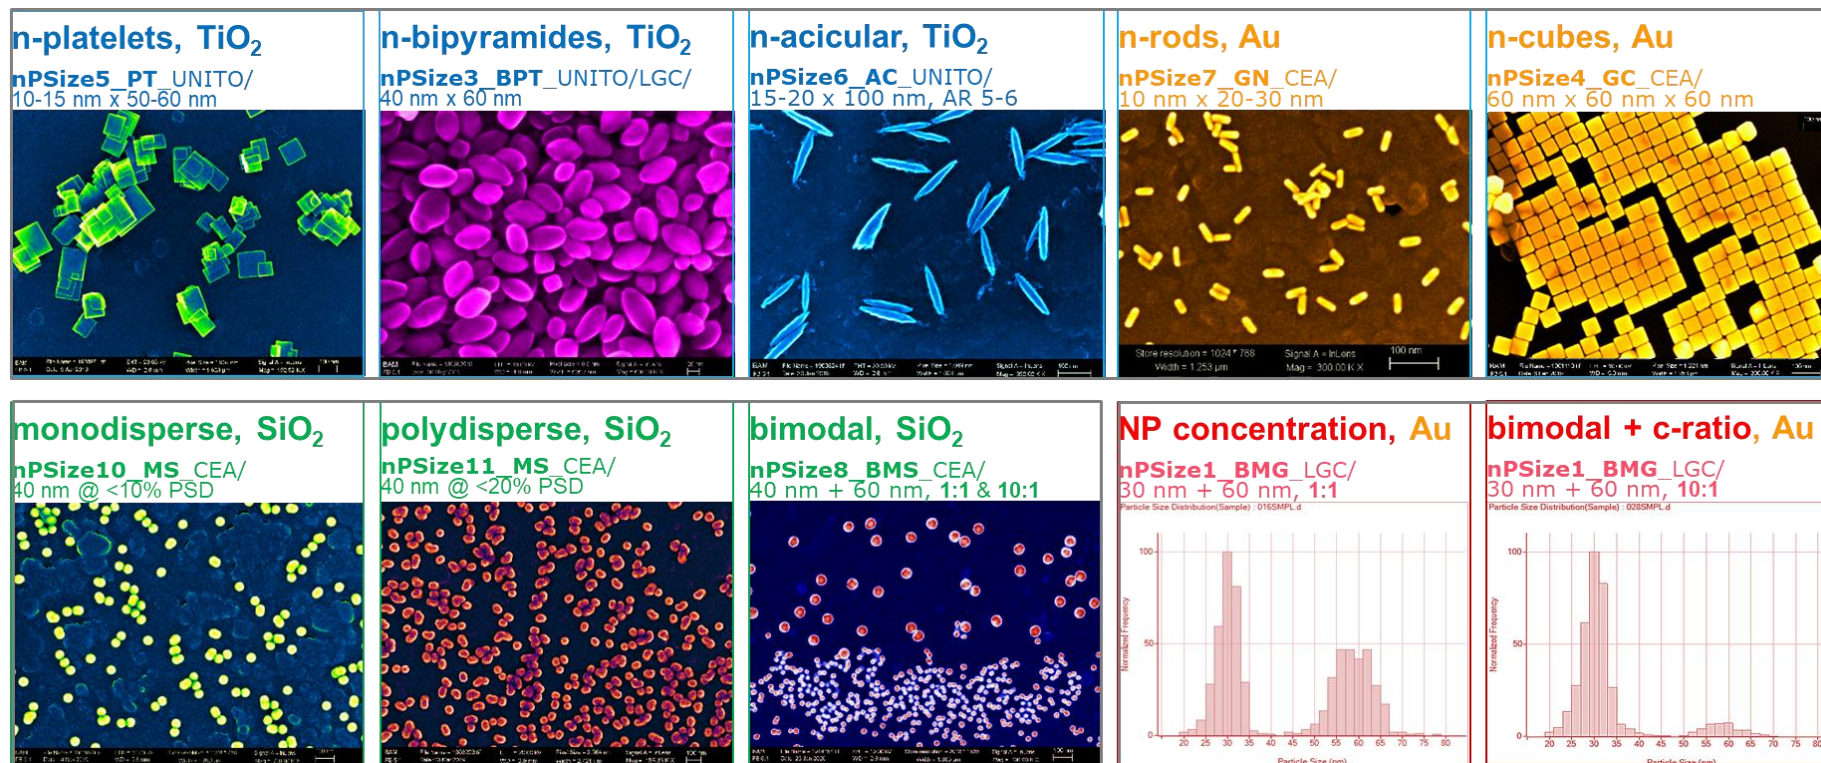 n-platelets, TiO2
nPSize5_PT_UNITO/
10-15 nm x 50-60 nm
n-bipyramides, TiO2
nPSize3_BPT_UNITO/LGC/
40 nm x 60 nm
n-acicular, TiO2
nPSize6_AC_UNITO/
15-20 x 100 nm, AR 5-6
n-rods, Au
nPSize7_GN_CEA/
10 nm x 20-30 nm
Store resolution = 1024 * 768 Signal A = InLens 100 nm
Width = 1.253 µm Mag = 300.00 K X
n-cubes, Au
nPSize4_GC_CEA/
60 nm x 60 nm x 60 nm
monodisperse, SiO2
nPSize10_MS_CEA/
40 nm @ <10% PSD
polydisperse, SiO2
nPSize11_MS_CEA/
40 nm @ <20% PSD
bimodal, SiO2
nPSize8_BMS_CEA/
40 nm + 60 nm, 1:1 & 10:1
NP concentration, Au
nPSize1_BMG_LGC/
30 nm + 60 nm, 1:1
Particle Size Distribution(Sample) : 016SMPL.d
Normalized Frequency
100
50
0
20 25 30 35 40 45 50 55 60 65 70 75 80
Particle Size (nm)
bimodal + c-ratio, Au
nPSize1_BMG_LGC/
30 nm + 60 nm, 10:1
Particle Size Distribution(Sample) : 028SMPL.d
Normalized Frequency
100
50
0
20 25 30 35 40 45 50 55 60 65 70 75 80
Particle Size (nm)